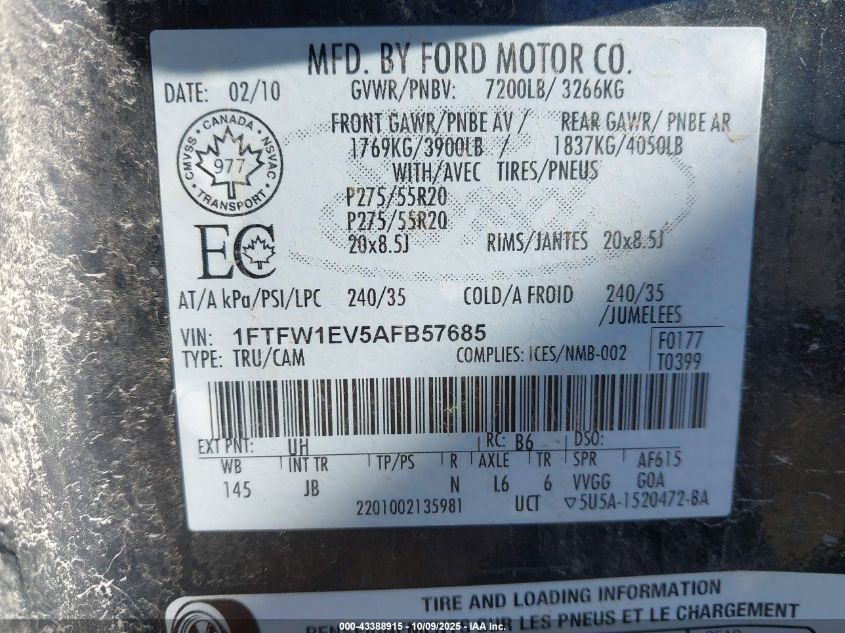 MFD. BY FORD MOTOR CO.
DATE: 02/10 GVWR/PNBV: 7200LB/ 3266KG
CANADA
CMVSS NSVAC
977
TRANSPORT
FRONT GAWR/PNBE AV / REAR GAWR/ PNBE AR
1769KG/3900LB / 1837KG/4050LB
WITH/AVEC TIRES/PNEUS
P275/55R20
P275/55R20
EC
20x8.5J RIMS/JANTES 20x8.5J
AT/A kPa/PSI/LPC 240/35 COLD/A FROID 240/35
/JUMELEES
VIN: 1FTFW1EV5AFB57685
F0177
TYPE: TRU/CAM COMPLIES: ICES/NMB-002
T0399
EXT PNT: UH RC: B6 DSO:
WB INT TR TP/PS R AXLE TR SPR AF615
145 JB N L6 6 VVGG GOA
2201002135981 UCT ▽5U5A-1520472-BA
TIRE AND LOADING INFORMATION
LES PNEUS ET LE CHARGEMENT
000-43388915 - 10/09/2025 - IAA Inc.